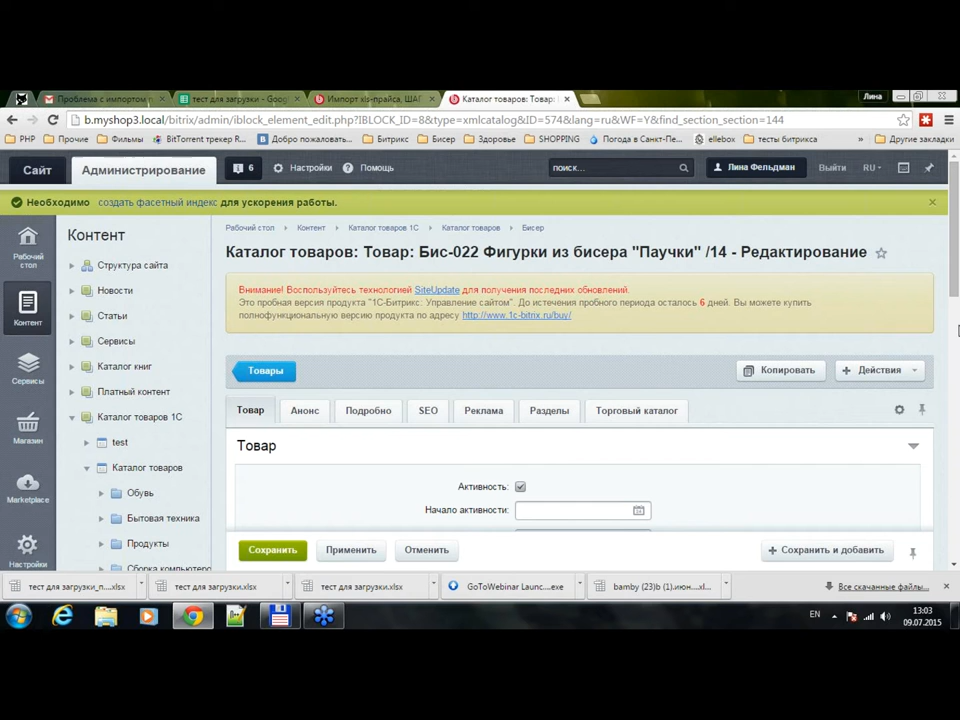 Проблема с импортом
тест для загрузки - Goog
Импорт xls-прайса, ША
Каталог товаров: Товар:
Лина
b.myshop3.local/bitrix/admin/iblock_element_edit.php?IBLOCK_ID=8&type=xmlcatalog&ID=574&lang=ru&WF=Y&find_section_section=144
PHP
Прочие
Фильмы
BitTorrent трекер R
Добро пожаловать..
Битрикс
Бисер
Здоровье
SHOPPING
Погода в Санкт-Пе..
ellebox
тесты битрикса
»
Другие закладки
Сайт
Администрирование
6
Настройки
Помощь
поиск...
Лина Фельдман
Выйти
RU
Необходимо создать фасетный индекс для ускорения работы.
Рабочий стол
Контент
Сервисы
Магазин
Marketplace
Настройки
Контент
Структура сайта
Новости
Статьи
Сервисы
Каталог книг
Платный контент
Каталог товаров 1С
test
Каталог товаров
Обувь
Бытовая техника
Продукты
Рабочий стол
Контент
Каталог товаров 1С
Каталог товаров
Бисер
Каталог товаров: Товар: Бис-022 Фигурки из бисера "Паучки" /14 - Редактирование
Внимание! Воспользуйтесь технологией SiteUpdate для получения последних обновлений.
Это пробная версия продукта "1С-Битрикс: Управление сайтом". До истечения пробного периода осталось 6 дней. Вы можете купить
полнофункциональную версию продукта по адресу http://www.1c-bitrix.ru/buy/
Товары
Копировать
Действия
Товар
Анонс
Подробно
SEO
Реклама
Разделы
Торговый каталог
Товар
Активность:
Начало активности:
Сохранить
Применить
Отменить
Сохранить и добавить
тест для загрузки_п....xlsx
тест для загрузки.xlsx
тест для загрузки.xlsx
GoToWebinar Launc....exe
bamby (23)b (1).июн....xl...
Все скачанные файлы...
EN
13:03
09.07.2015